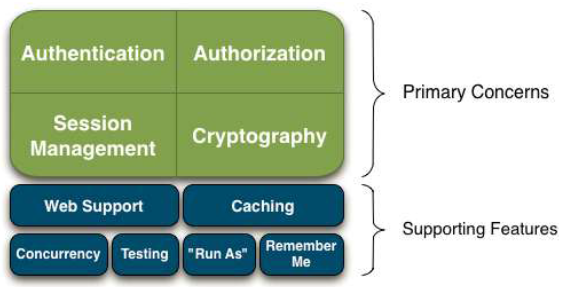 Authentication
Authorization
Session
Management
Cryptography
Primary Concerns
Web Support
Caching
Concurrency
Testing
"Run As"
Remember
Me
Supporting Features